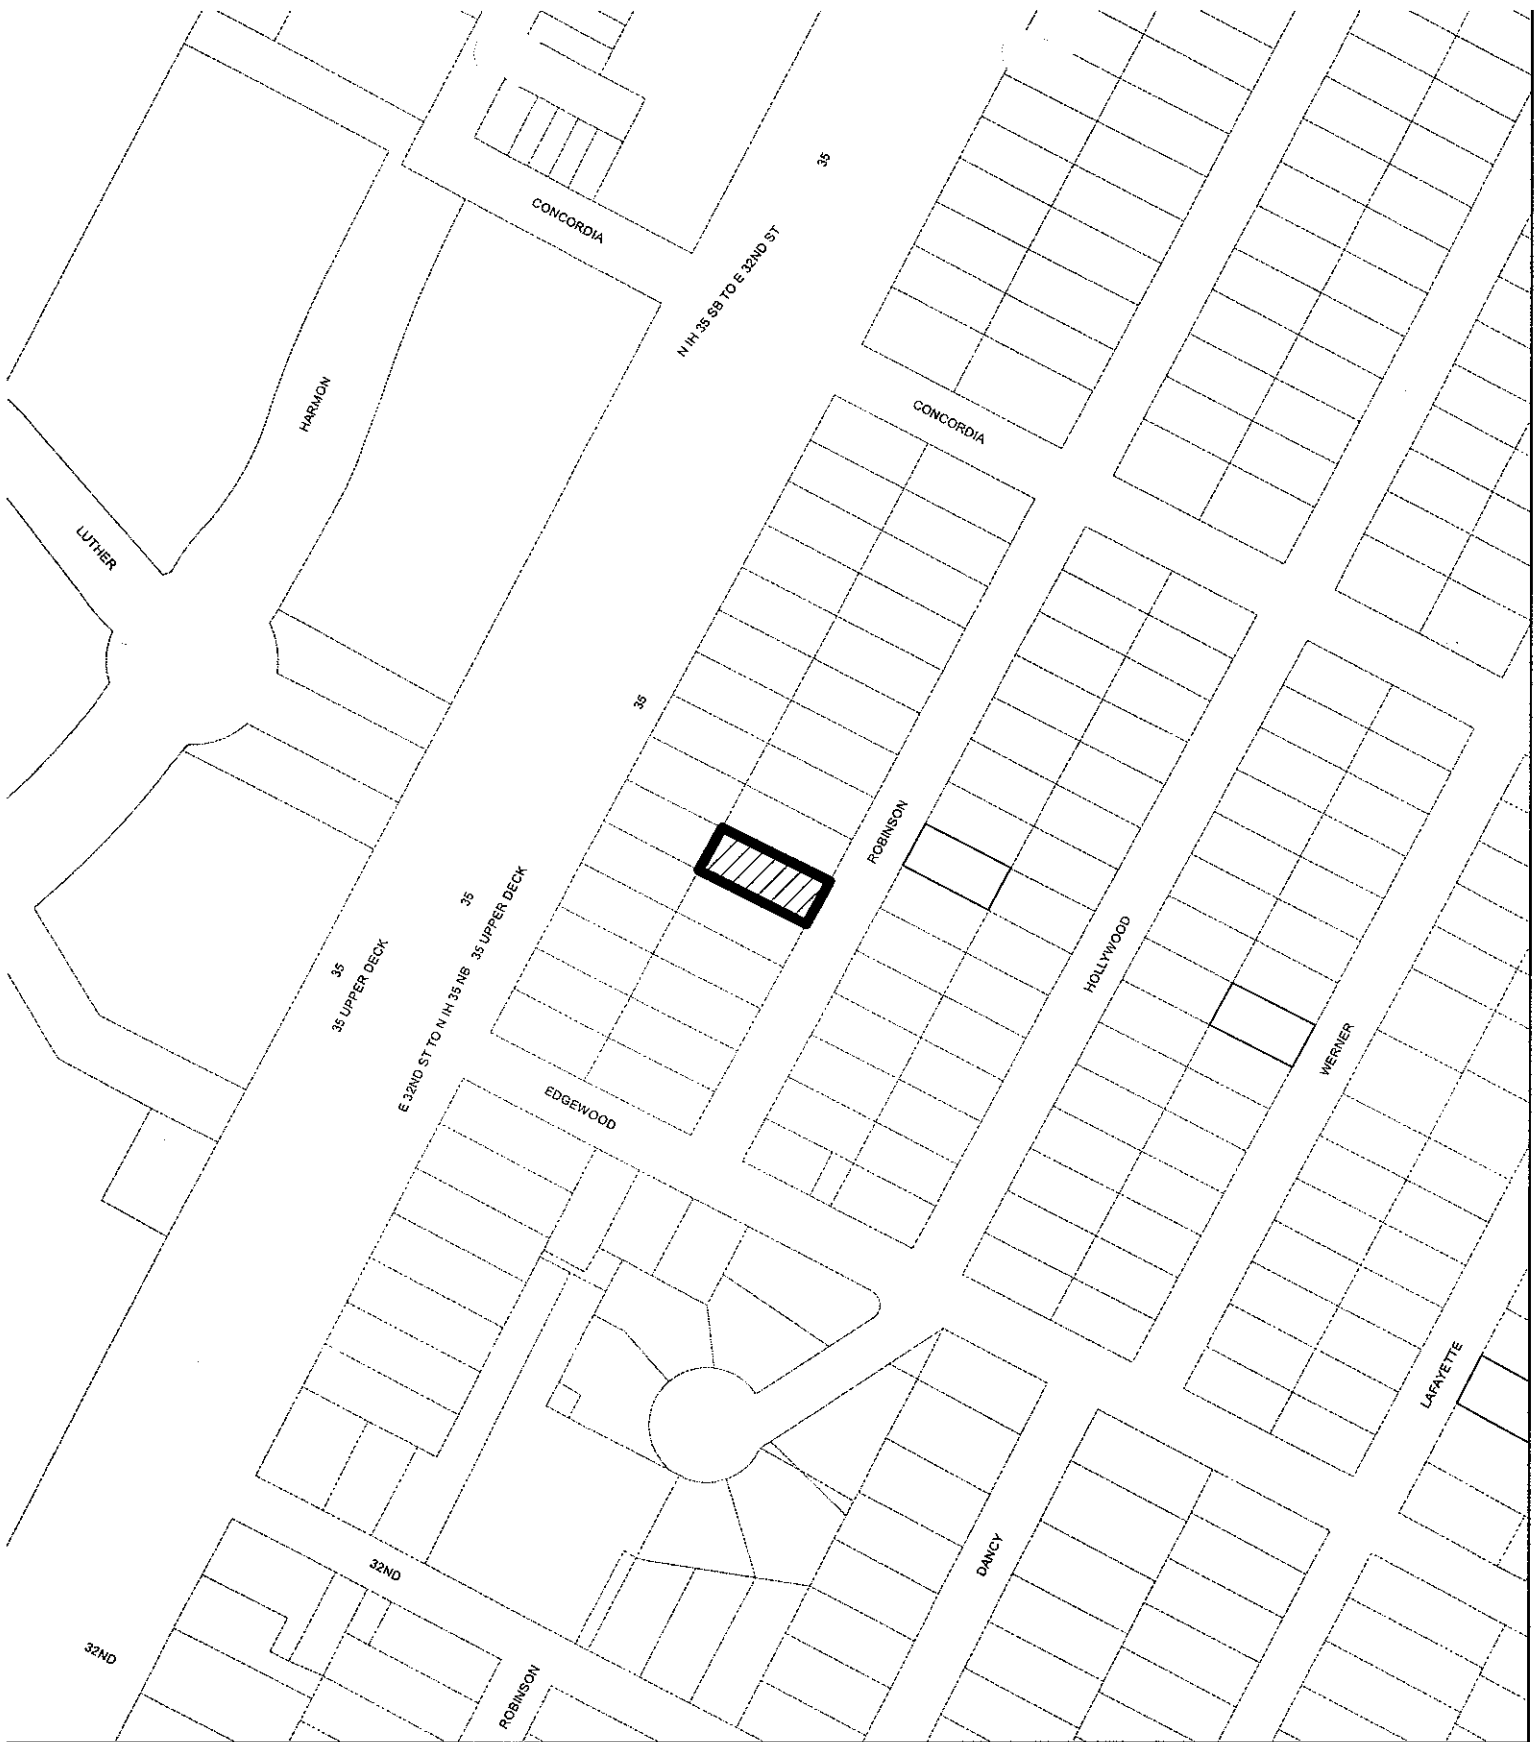 35
CONCORDIA
N IH 35 SB TO E 32ND ST
HARMON
CONCORDIA
LUTHER
35
ROBINSON
35
35 UPPER DECK
HOLLYWOOD
35
35 UPPER DECK
E 32ND ST TO N IH 35 NB
WERNER
EDGEWOOD
LAFAYETTE
DANCY
32ND
32ND
ROBINSON